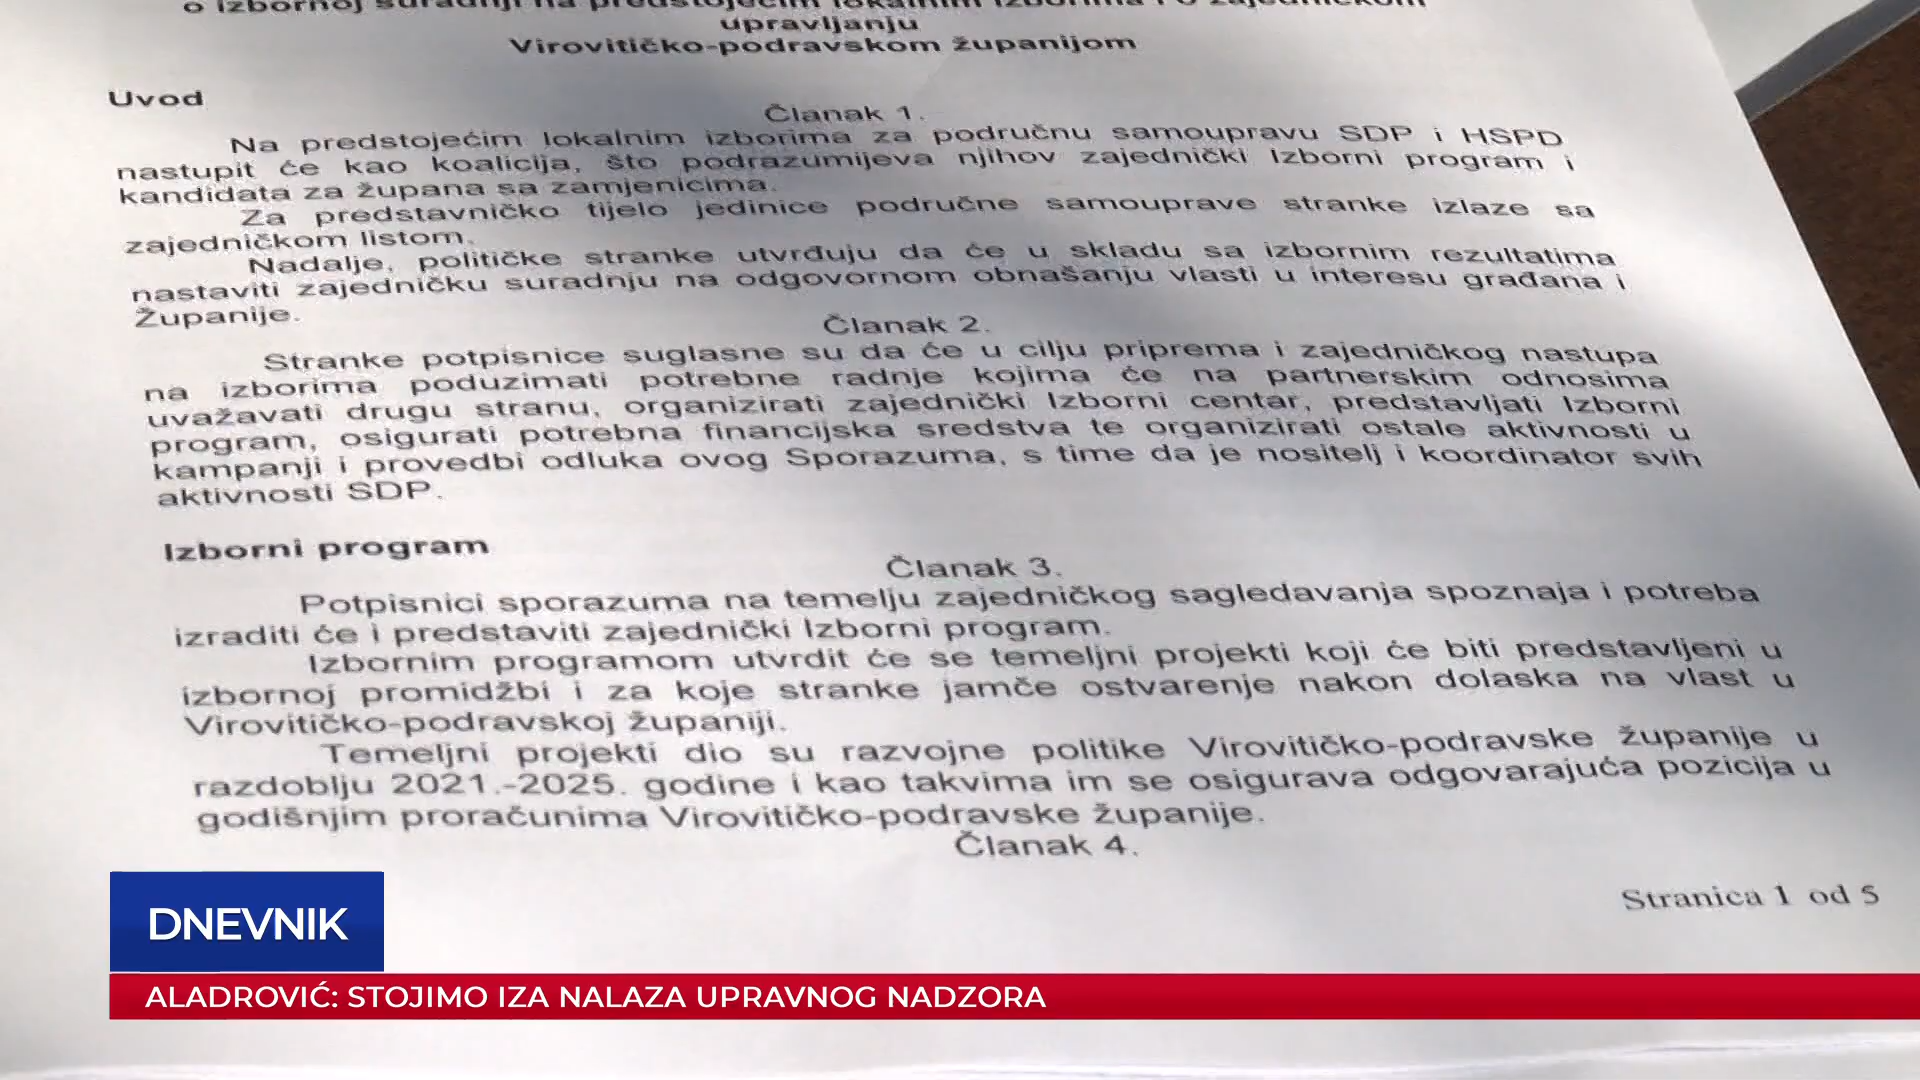 o izbornoj suradnji na predstojećim lokalnim izborima i o zajedničkom
upravljanju
Virovitičko-podravskom županijom
Uvod
Članak 1.
Na predstojećim lokalnim izborima za područnu samoupravu SDP i HSPD
nastupit će kao koalicija, što podrazumijeva njihov zajednički Izborni program i
kandidata za župana sa zamjenicima.
Za predstavničko tijelo jedinice područne samouprave stranke izlaze sa
zajedničkom listom.
Nadalje, političke stranke utvrđuju da će u skladu sa izbornim rezultatima
nastaviti zajedničku suradnju na odgovornom obnašanju vlasti u interesu građana i
Županije.
Članak 2.
Stranke potpisnice suglasne su da će u cilju priprema i zajedničkog nastupa
na izborima poduzimati potrebne radnje kojima će na partnerskim odnosima
uvažavati drugu stranu, organizirati zajednički Izborni centar, predstavljati Izborni
program, osigurati potrebna financijska sredstva te organizirati ostale aktivnosti u
kampanji i provedbi odluka ovog Sporazuma, s time da je nositelj i koordinator svih
aktivnosti SDP.
Izborni program
Članak 3.
Potpisnici sporazuma na temelju zajedničkog sagledavanja spoznaja i potreba
izraditi će i predstaviti zajednički Izborni program.
Izbornim programom utvrdit će se temeljni projekti koji će biti predstavljeni u
izbornoj promidžbi i za koje stranke jamče ostvarenje nakon dolaska na vlast u
Virovitičko-podravskoj županiji.
Temeljni projekti dio su razvojne politike Virovitičko-podravske županije u
razdoblju 2021.-2025. godine i kao takvima im se osigurava odgovarajuća pozicija u
godišnjim proračunima Virovitičko-podravske županije.
Članak 4.
Stranica 1 od 5
DNEVNIK
ALADROVIĆ: STOJIMO IZA NALAZA UPRAVNOG NADZORA